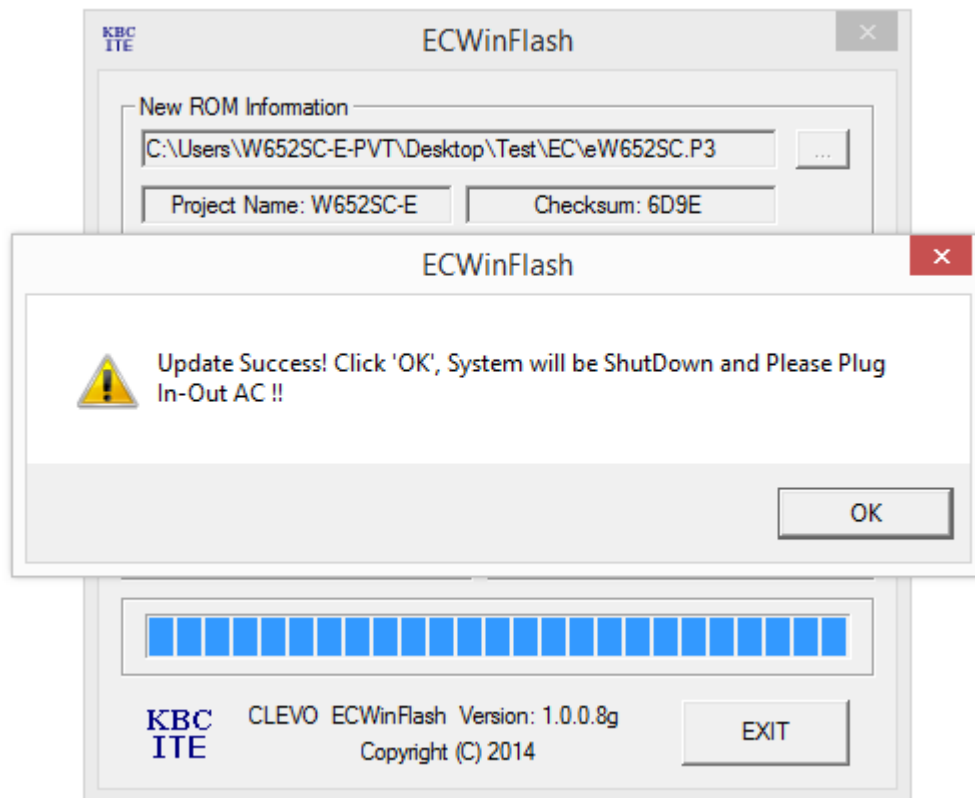 KBC
ITE
ECWinFlash
New ROM Information
C:\Users\W652SC-E-PVT\Desktop\Test\EC\eW652SC.P3
...
Project Name: W652SC-E
Checksum: 6D9E
ECWinFlash
Update Success! Click 'OK', System will be ShutDown and Please Plug
In-Out AC !!
OK
KBC
ITE
CLEVO ECWinFlash Version: 1.0.0.8g
Copyright (C) 2014
EXIT